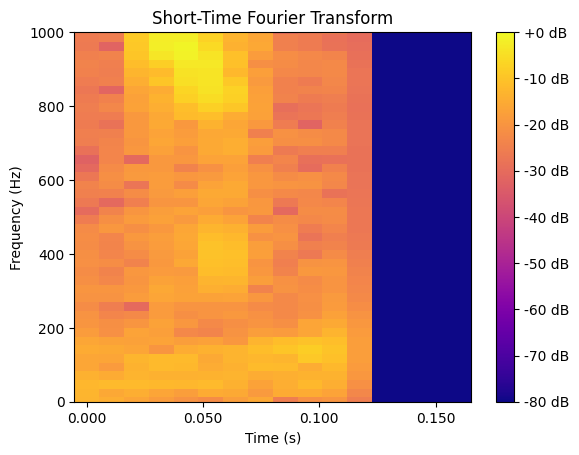 Short-Time Fourier Transform
1000
800
600
400
200
0
Frequency (Hz)
0.000
0.050
0.100
0.150
Time (s)
+0 dB
-10 dB
-20 dB
-30 dB
-40 dB
-50 dB
-60 dB
-70 dB
-80 dB